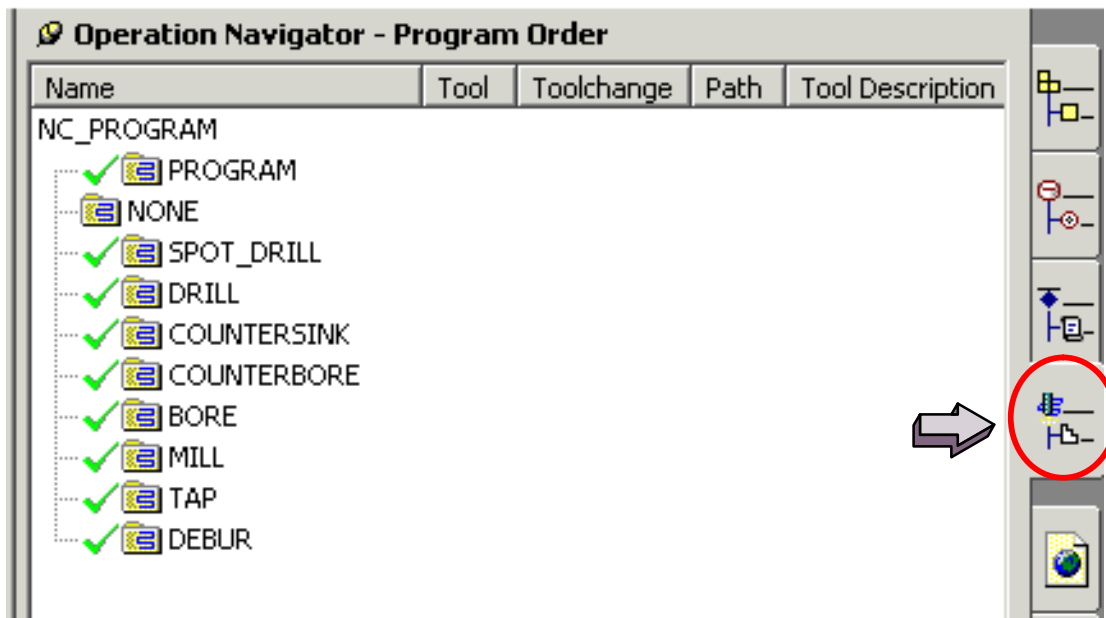 Operation Navigator - Program Order
Name Tool Toolchange Path Tool Description
NC_PROGRAM
PROGRAM
NONE
SPOT_DRILL
DRILL
COUNTERSINK
COUNTERBORE
BORE
MILL
TAP
DEBUR